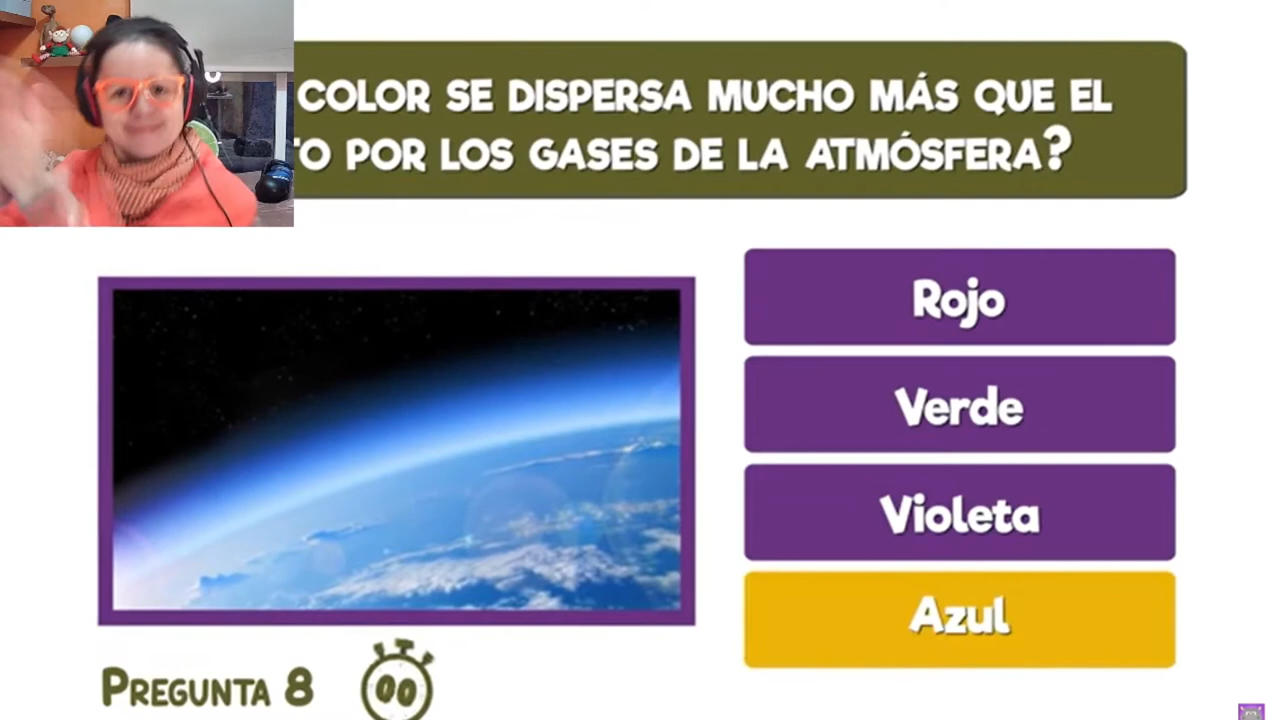 COLOR SE DISPERSA MUCHO MÁS QUE EL
POR LOS GASES DE LA ATMÓSFERA?
Rojo
Verde
Violeta
Azul
PREGUNTA 8
00